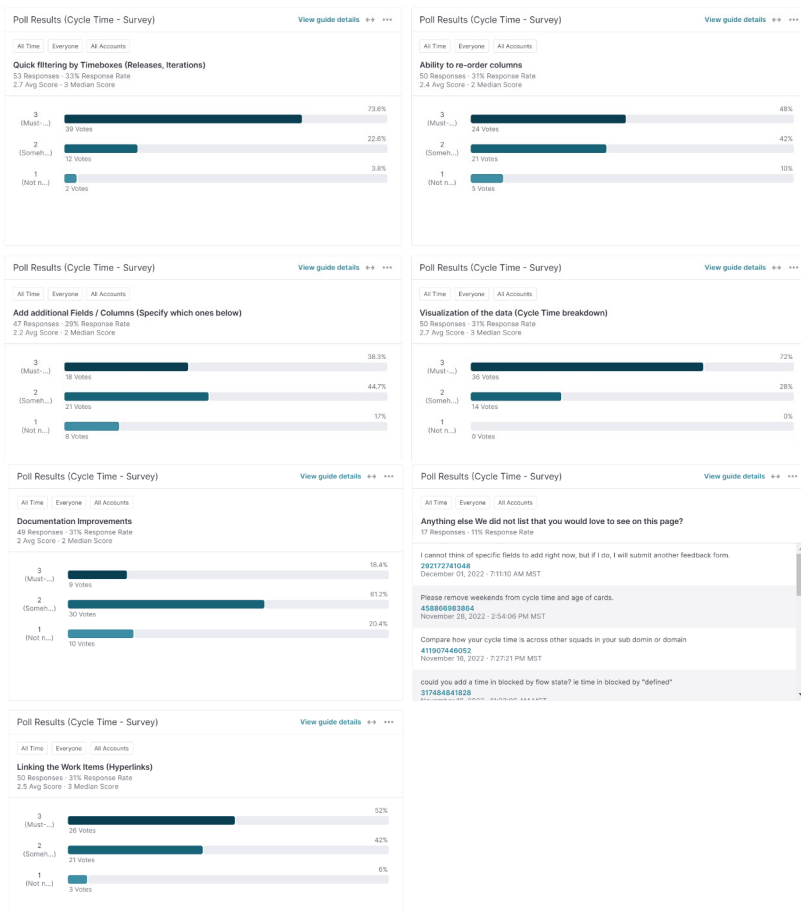 Poll Results (Cycle Time - Survey)
View guide details
All Time Everyone All Accounts
Quick filtering by Timeboxes (Releases, Iterations)
53 Responses · 33% Response Rate
2.7 Avg Score · 3 Median Score
73.6%
3
(Must-...)
39 Votes
22.6%
2
(Someh...)
12 Votes
3.8%
1
(Not n...)
2 Votes
Poll Results (Cycle Time - Survey)
View guide details
All Time Everyone All Accounts
Ability to re-order columns
50 Responses · 31% Response Rate
2.4 Avg Score · 2 Median Score
48%
3
(Must-...)
24 Votes
42%
2
(Someh...)
21 Votes
10%
1
(Not n...)
5 Votes
Poll Results (Cycle Time - Survey)
View guide details
All Time Everyone All Accounts
Add additional Fields / Columns (Specify which ones below)
47 Responses · 29% Response Rate
2.2 Avg Score · 2 Median Score
38.3%
3
(Must-...)
18 Votes
44.7%
2
(Someh...)
21 Votes
17%
1
(Not n...)
8 Votes
Poll Results (Cycle Time - Survey)
View guide details
All Time Everyone All Accounts
Visualization of the data (Cycle Time breakdown)
50 Responses · 31% Response Rate
2.7 Avg Score · 3 Median Score
72%
3
(Must-...)
36 Votes
28%
2
(Someh...)
14 Votes
0%
1
(Not n...)
0 Votes
Poll Results (Cycle Time - Survey)
View guide details
All Time Everyone All Accounts
Documentation Improvements
49 Responses · 31% Response Rate
2 Avg Score · 2 Median Score
18.4%
3
(Must-...)
9 Votes
61.2%
2
(Someh...)
30 Votes
20.4%
1
(Not n...)
10 Votes
Poll Results (Cycle Time - Survey)
View guide details
All Time Everyone All Accounts
Anything else We did not list that you would love to see on this page?
17 Responses · 11% Response Rate
I cannot think of specific fields to add right now, but if I do, I will submit another feedback form.
292172741048
December 01, 2022 · 7:11:10 AM MST
Please remove weekends from cycle time and age of cards.
458866983864
November 28, 2022 · 2:54:06 PM MST
Compare how your cycle time is across other squads in your sub domin or domain
411907446052
November 16, 2022 · 7:27:21 PM MST
could you add a time in blocked by flow state? ie time in blocked by "defined"
317484841828
Poll Results (Cycle Time - Survey)
View guide details
All Time Everyone All Accounts
Linking the Work Items (Hyperlinks)
50 Responses · 31% Response Rate
2.5 Avg Score · 3 Median Score
52%
3
(Must-...)
26 Votes
42%
2
(Someh...)
21 Votes
6%
1
(Not n...)
3 Votes